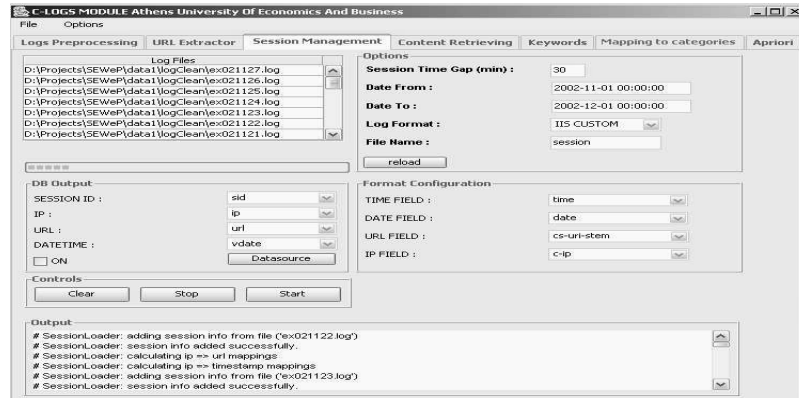 C-LOGS MODULE Athens University Of Economics And Business
File Options
Logs Preprocessing URL Extractor Session Management Content Retrieving Keywords Mapping to categories Apriori
Log Files
D:\Projects\SEWeP\data1\logClean\ex021127.log
D:\Projects\SEWeP\data1\logClean\ex021126.log
D:\Projects\SEWeP\data1\logClean\ex021125.log
D:\Projects\SEWeP\data1\logClean\ex021124.log
D:\Projects\SEWeP\data1\logClean\ex021123.log
D:\Projects\SEWeP\data1\logClean\ex021122.log
D:\Projects\SEWeP\data1\logClean\ex021121.log
Options
Session Time Gap (min) : 30
Date From : 2002-11-01 00:00:00
Date To : 2002-12-01 00:00:00
Log Format : IIS CUSTOM
File Name : session
reload
DB Output
SESSION ID : sid
IP : ip
URL : url
DATETIME : vdate
ON Datasource
Format Configuration
TIME FIELD : time
DATE FIELD : date
URL FIELD : cs-uri-stem
IP FIELD : c-ip
Controls
Clear Stop Start
Output
# SessionLoader: adding session info from file ('ex021122.log')
# SessionLoader: session info added successfully.
# SessionLoader: calculating ip => url mappings
# SessionLoader: calculating ip => timestamp mappings
# SessionLoader: adding session info from file ('ex021123.log')
# SessionLoader: session info added successfully.